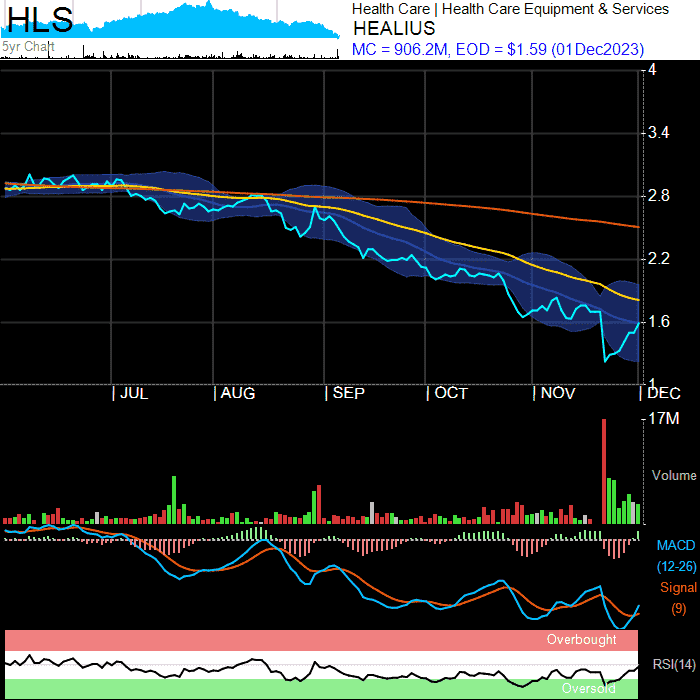 HLS
5yr Chart
Health Care | Health Care Equipment & Services
HEALIUS
MC = 906.2M, EOD = $1.59 (01Dec2023)
4
3.4
2.8
2.2
1.6
1
JUL AUG SEP OCT NOV DEC
17M
Volume
MACD
(12-26)
Signal
(9)
Overbought
RSI(14)
Oversold